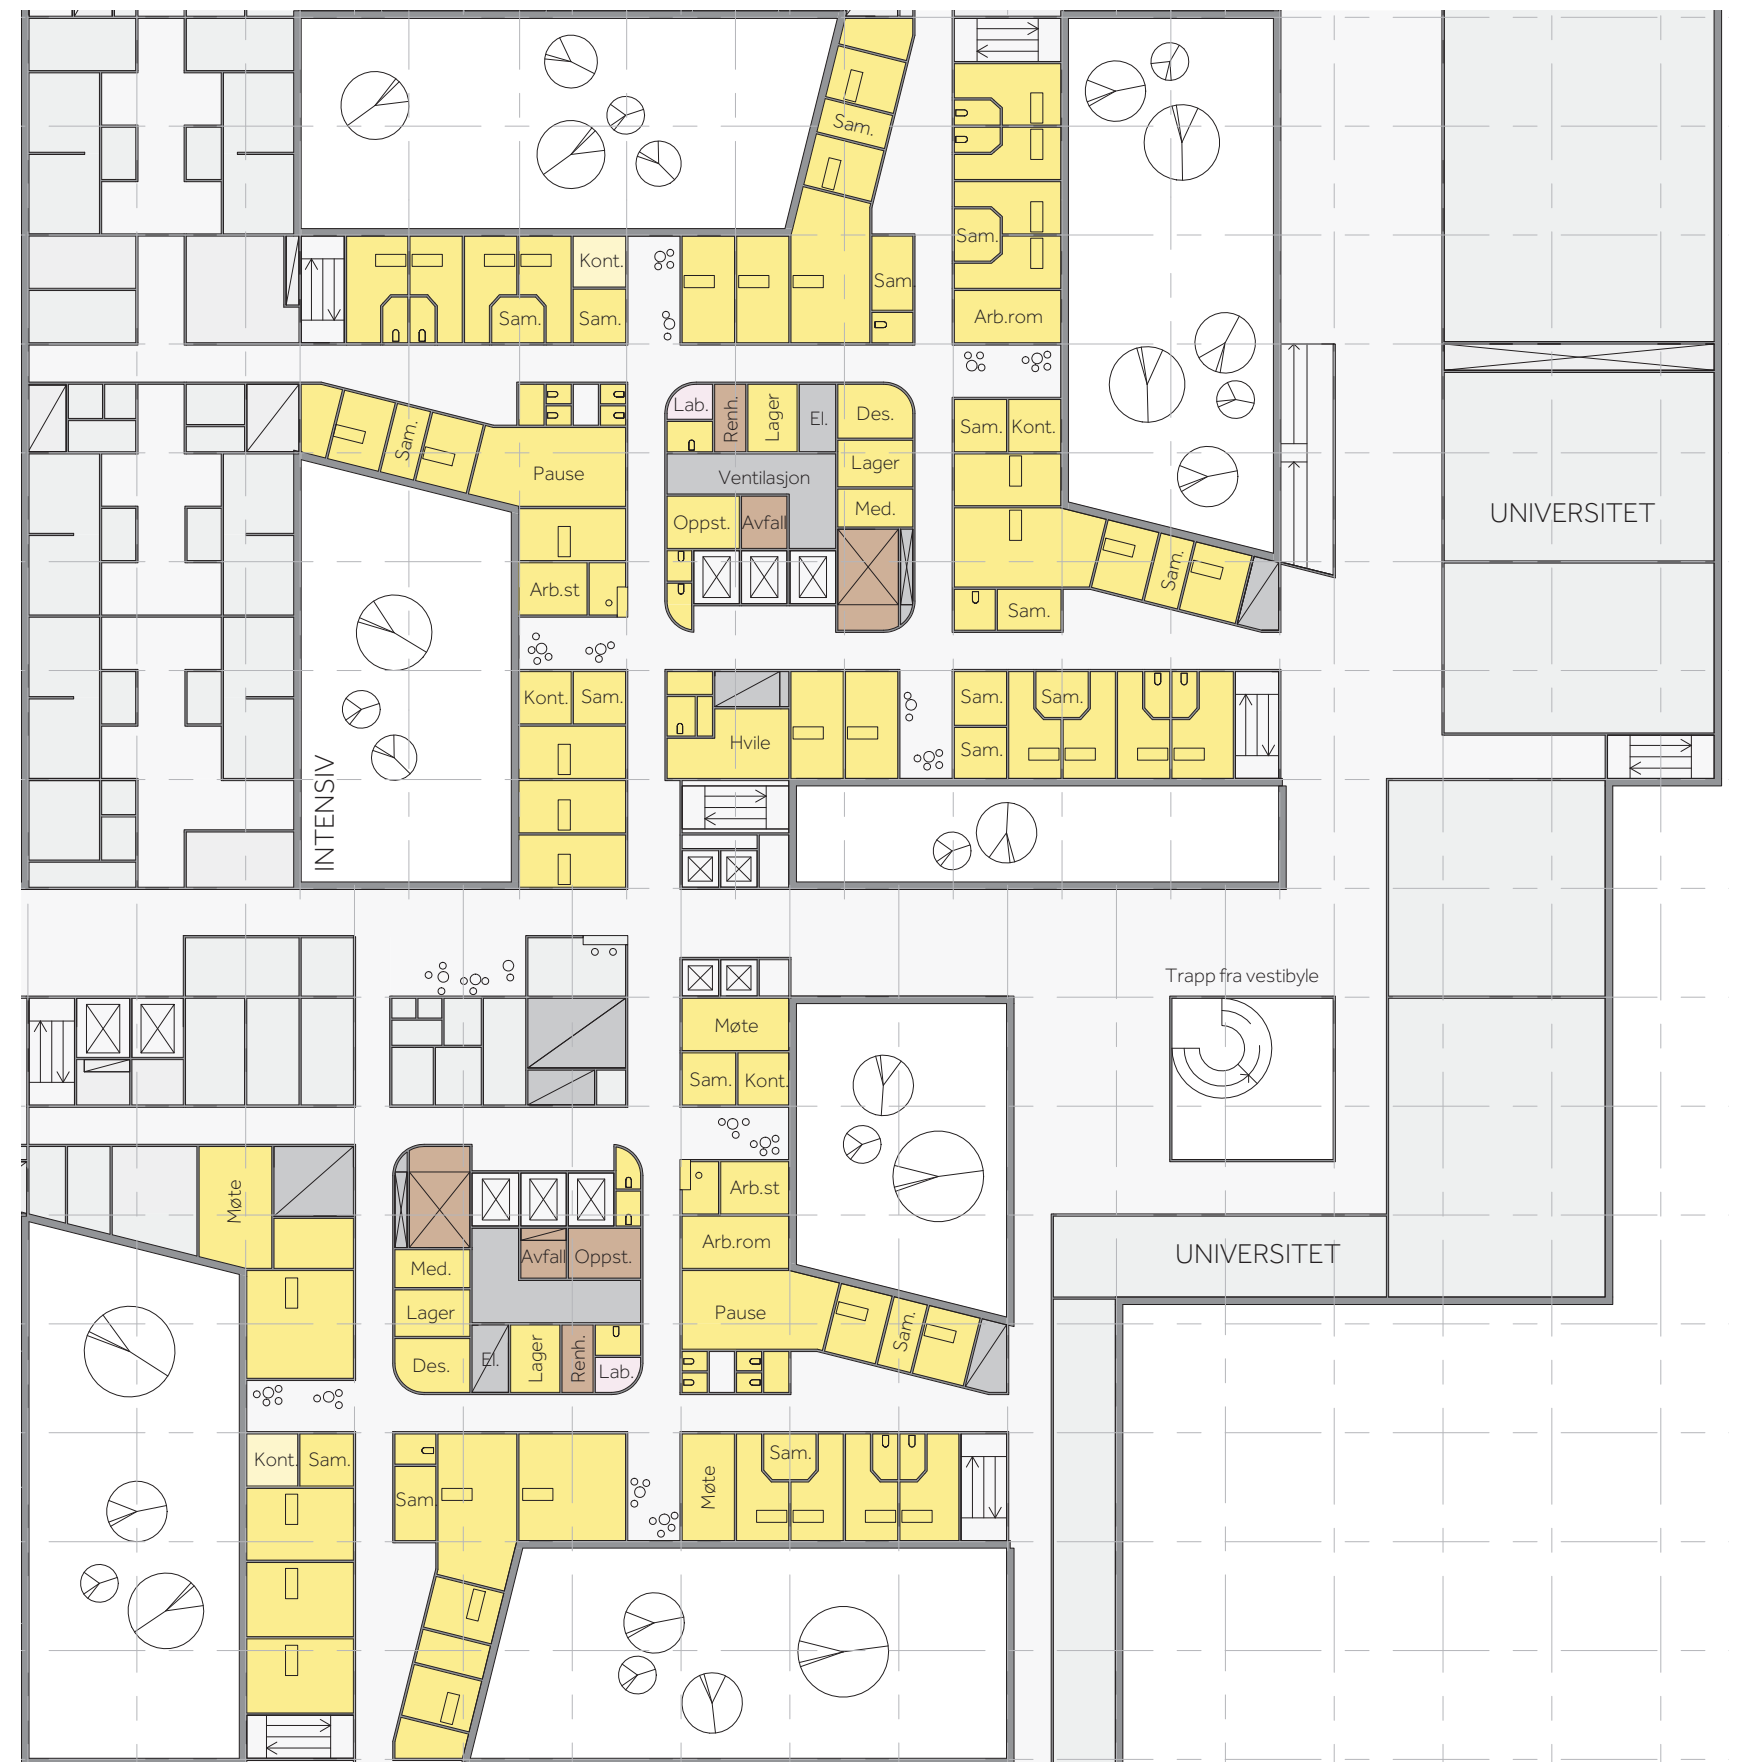 Sam.
Sam.
Kont.
Sam.
Sam.
Sam.
Arb.rom
Lab.
Renh.
Lager
El.
Des.
Sam.
Kont.
Sam.
Pause
Ventilasjon
Lager
Oppst.
Avfall
Med.
UNIVERSITET
Arb.st
Sam.
Sam.
Kont.
Sam.
Hvile
Sam.
Sam.
Sam.
INTENSIV
Trapp fra vestibyle
Møte
Sam.
Kont.
Møte
Arb.st
Arb.rom
Avfall
Oppst.
Med.
UNIVERSITET
Lager
Pause
Sam.
Des.
El.
Lager
Renh.
Lab.
Kont.
Sam.
Sam.
Møte
Sam.